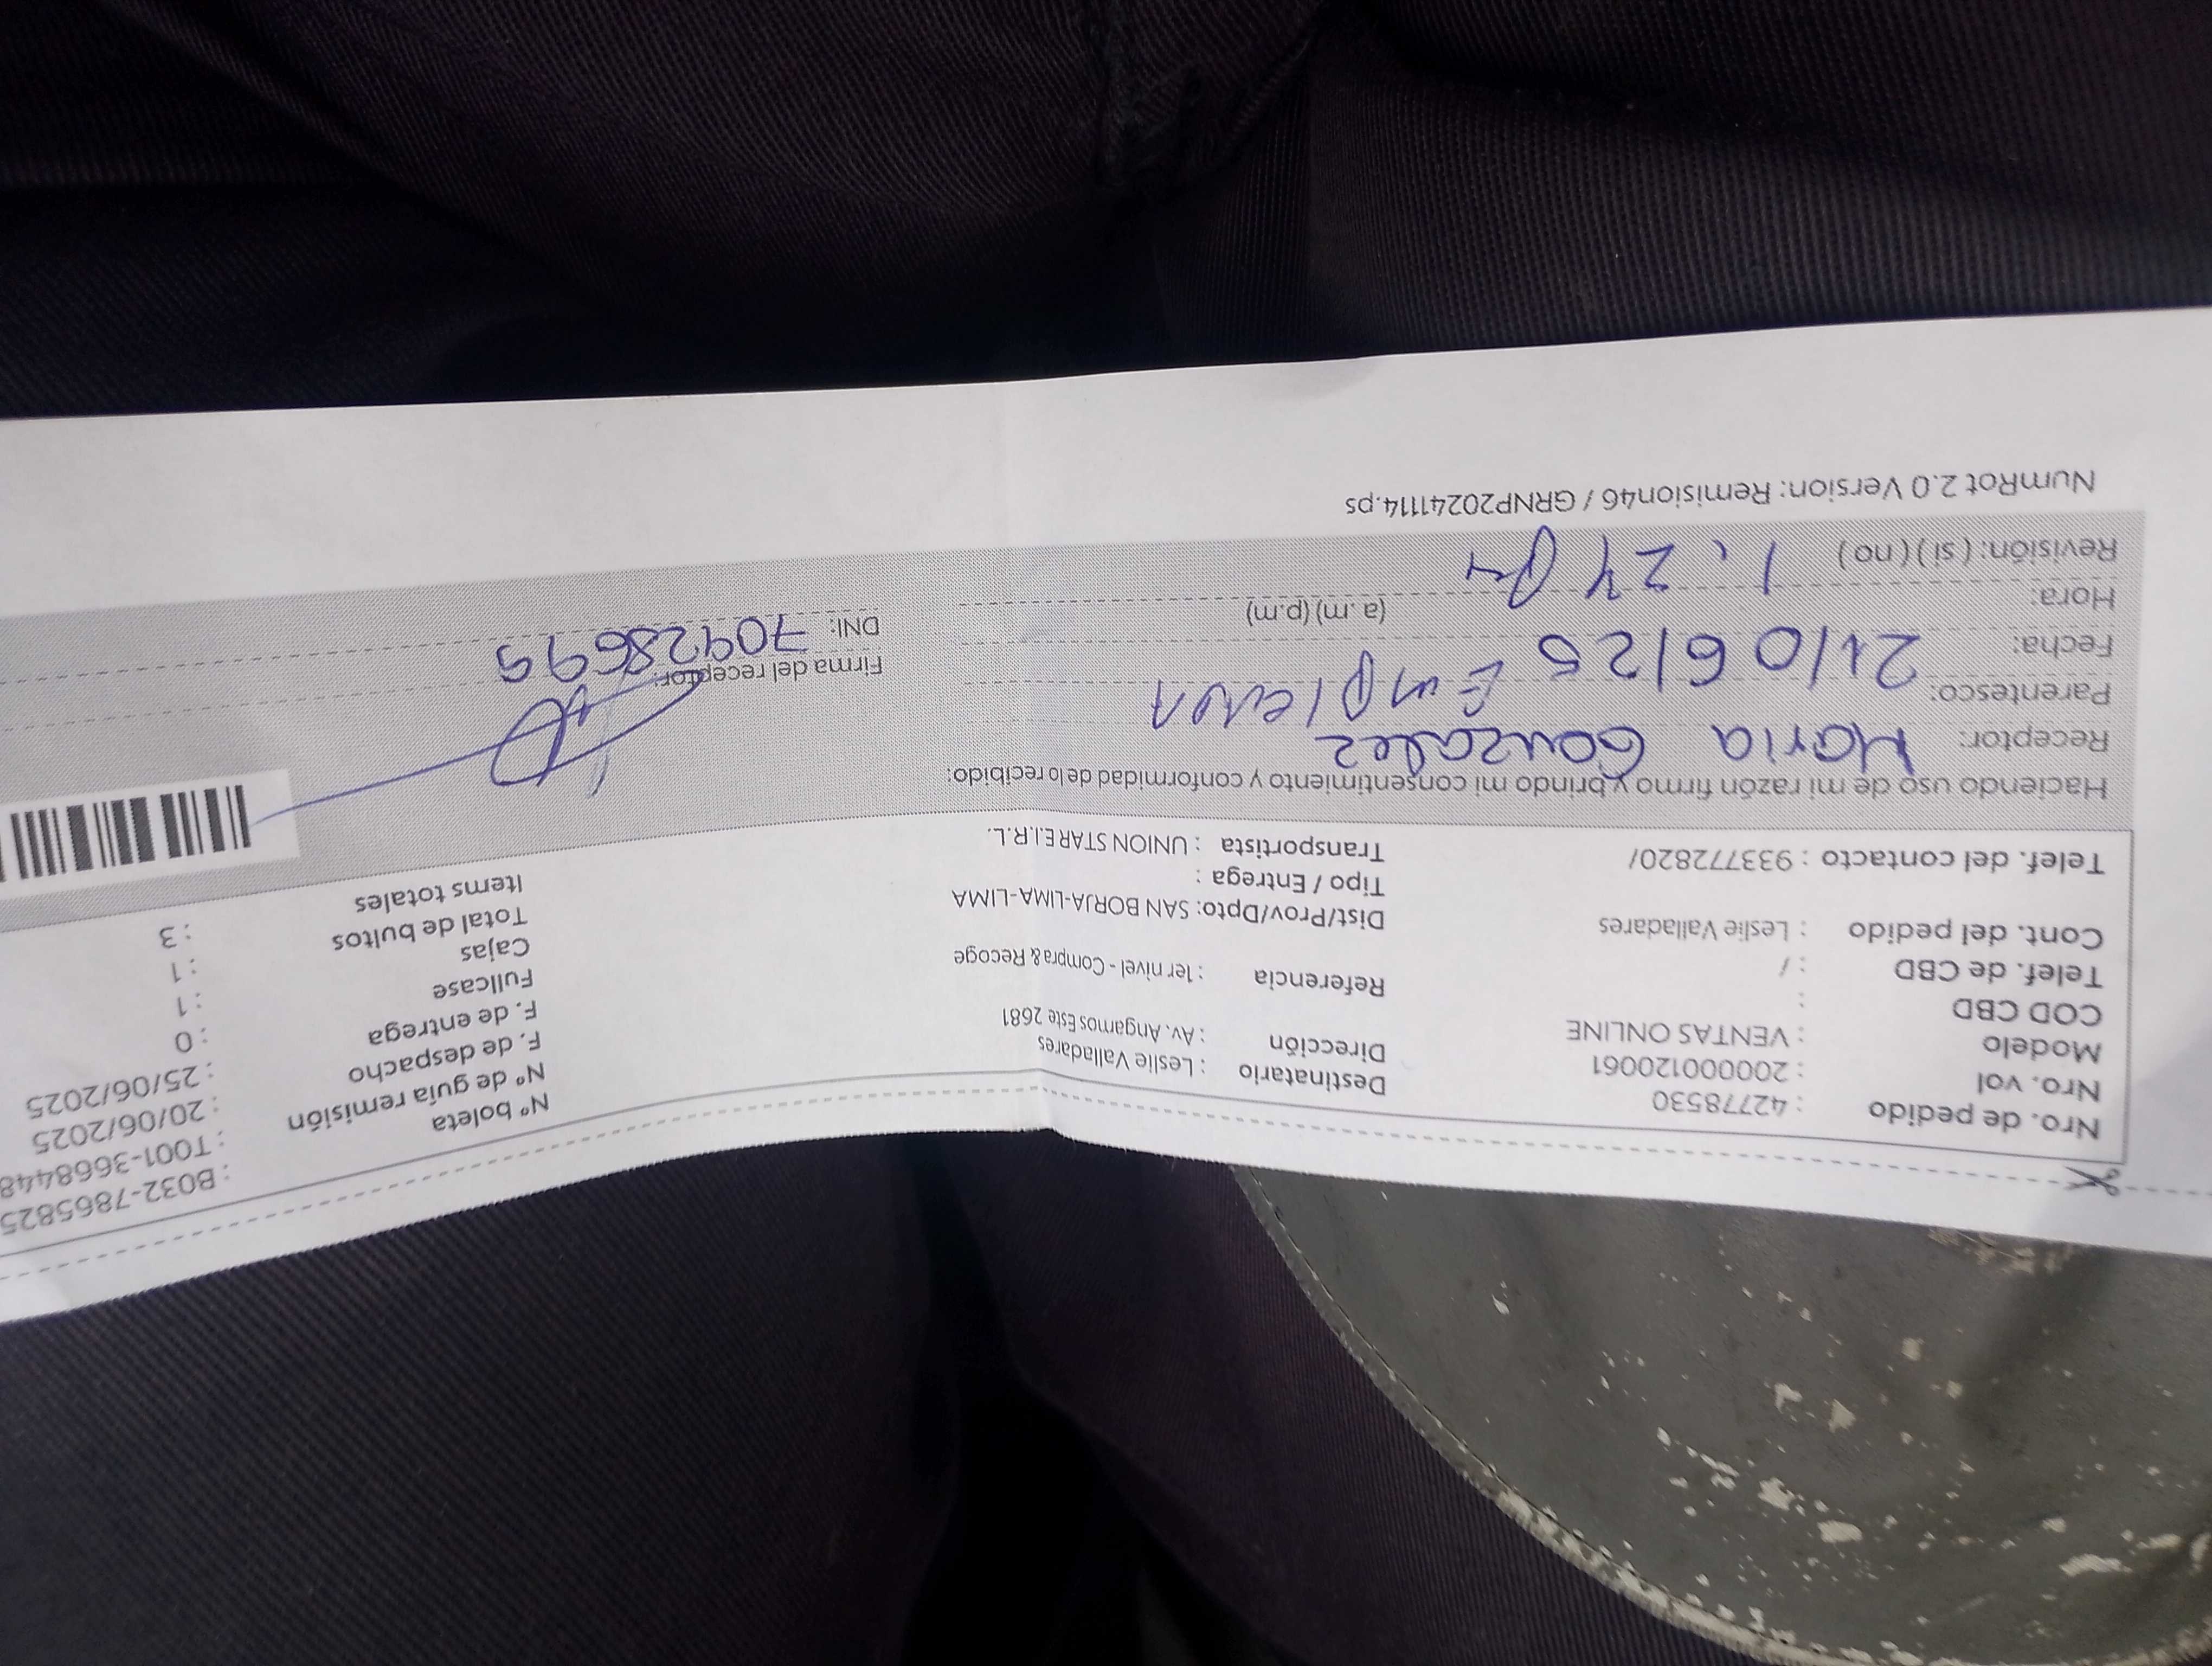 Nro. de pedido : 42778530
Nro. vol : 200000120061
Modelo : VENTAS ONLINE
COD CBD :
Telef. de CBD : /
Cont. del pedido : Leslie Valladares
Telef. del contacto : 933772820/
Destinatario : Leslie Valladares
Dirección : Av. Angamos Este 2681
Referencia : 1er nivel - Compra & Recoge
Dist/Prov/Dpto: SAN BORJA-LIMA-LIMA
Tipo / Entrega :
Transportista : UNION STAR E.I.R.L.
N° boleta : B032-7865825
N° de guía remisión : T001-3668448
F. de despacho : 20/06/2025
F. de entrega : 25/06/2025
Fullcase : 0
Cajas : 1
Total de bultos : 1
Items totales : 3
Haciendo uso de mi razón firmo y brindo mi consentimiento y conformidad de lo recibido:
Receptor: Maria Gonzalez
Parentesco: Empleada
Fecha: 21/06/25
Hora: 1:24 pm (a.m) (p.m)
Revisión: ( si ) ( no )
Firma del receptor:
DNI: 70928699
NumRot 2.0 Version: Remision46 / GRNP20241114.ps